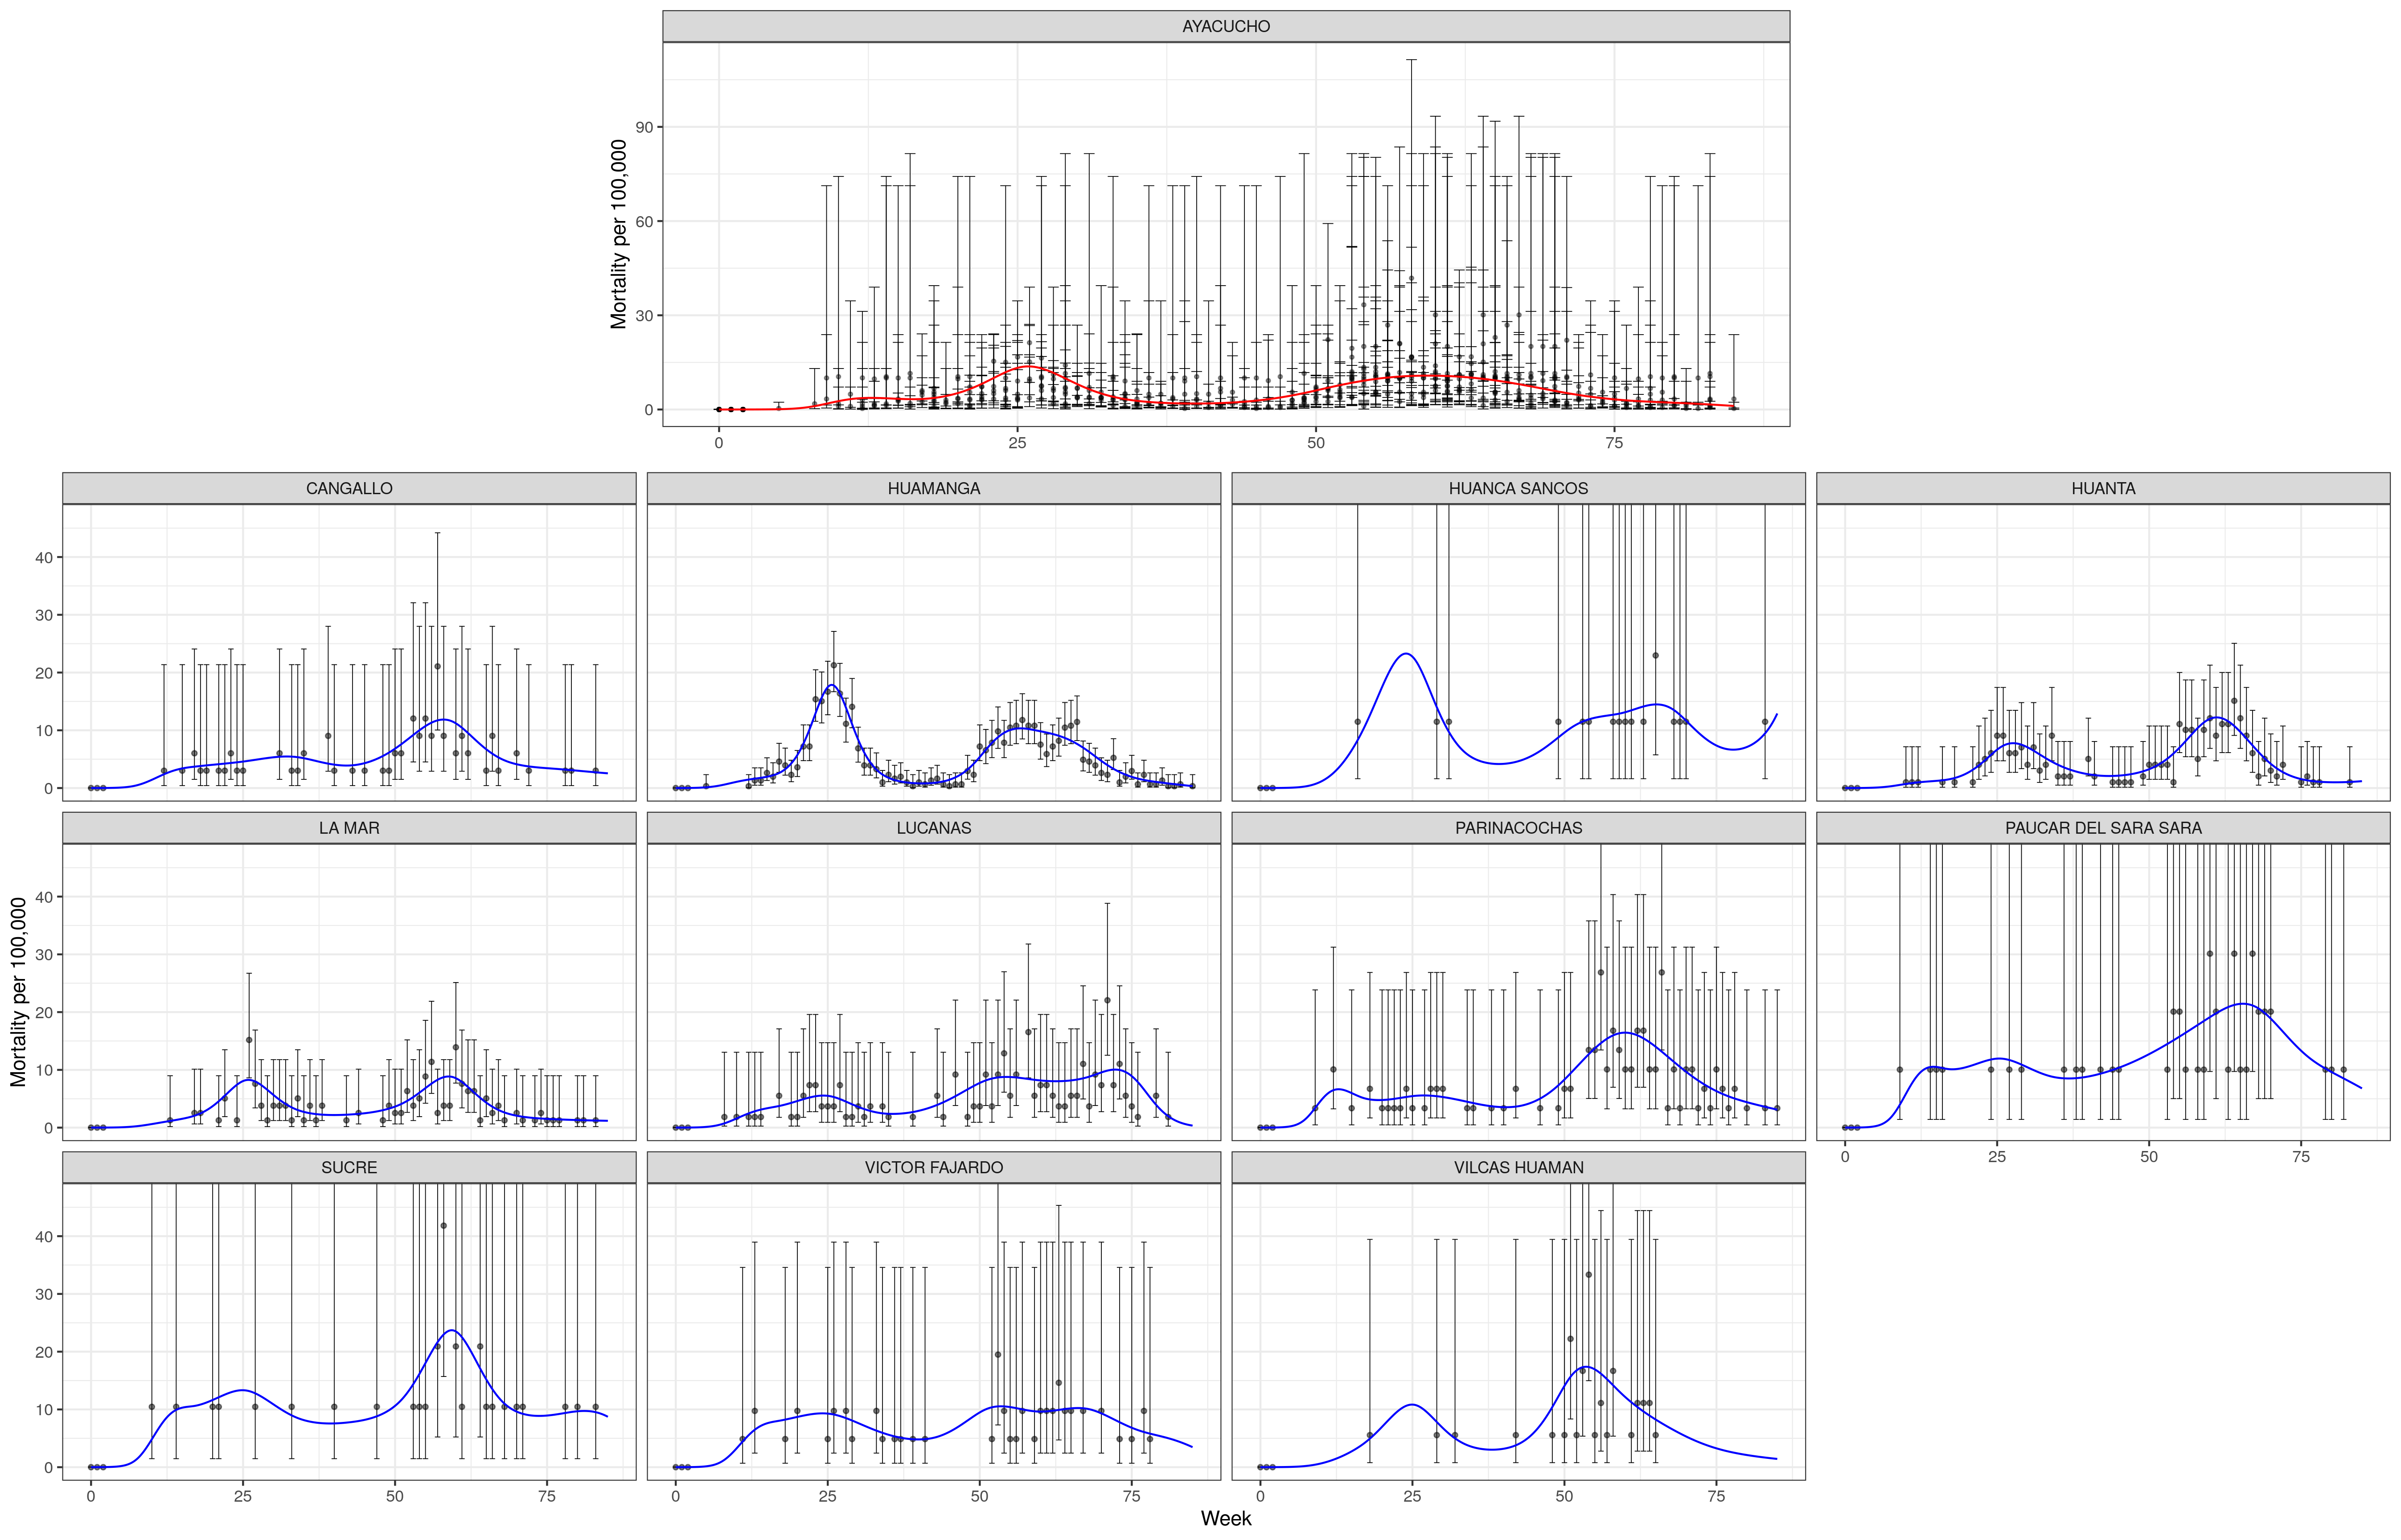 AYACUCHO
Mortality per 100,000
90
60
30
0
0 25 50 75
CANGALLO HUAMANGA HUANCA SANCOS HUANTA
40
30
20
10
0
LA MAR LUCANAS PARINACOCHAS PAUCAR DEL SARA SARA
Mortality per 100,000
40
30
20
10
0
0 25 50 75
SUCRE VICTOR FAJARDO VILCAS HUAMAN
40
30
20
10
0
0 25 50 75 0 25 50 75 0 25 50 75
Week